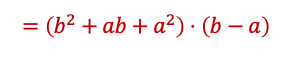 = (b² + ab + a²) · (b − a)